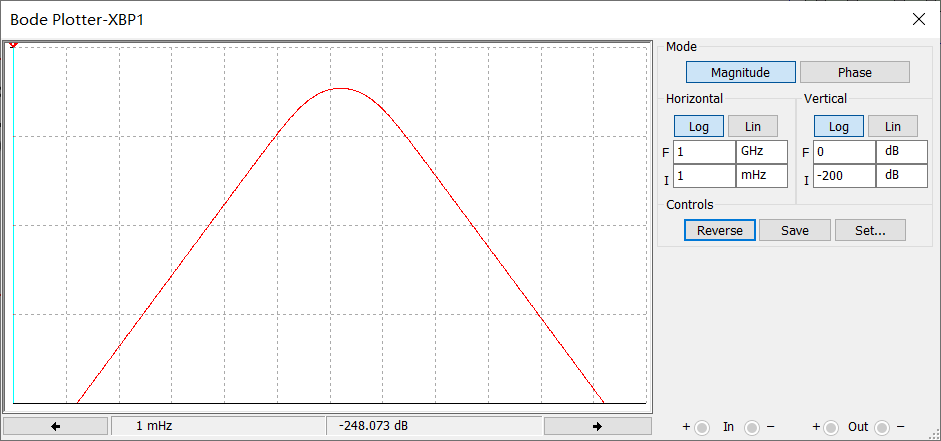 Bode Plotter-XBP1
Mode
Magnitude Phase
Horizontal Vertical
Log Lin Log Lin
F 1 GHz F 0 dB
I 1 mHz I -200 dB
Controls
Reverse Save Set...
1 mHz -248.073 dB
+ In − + Out −